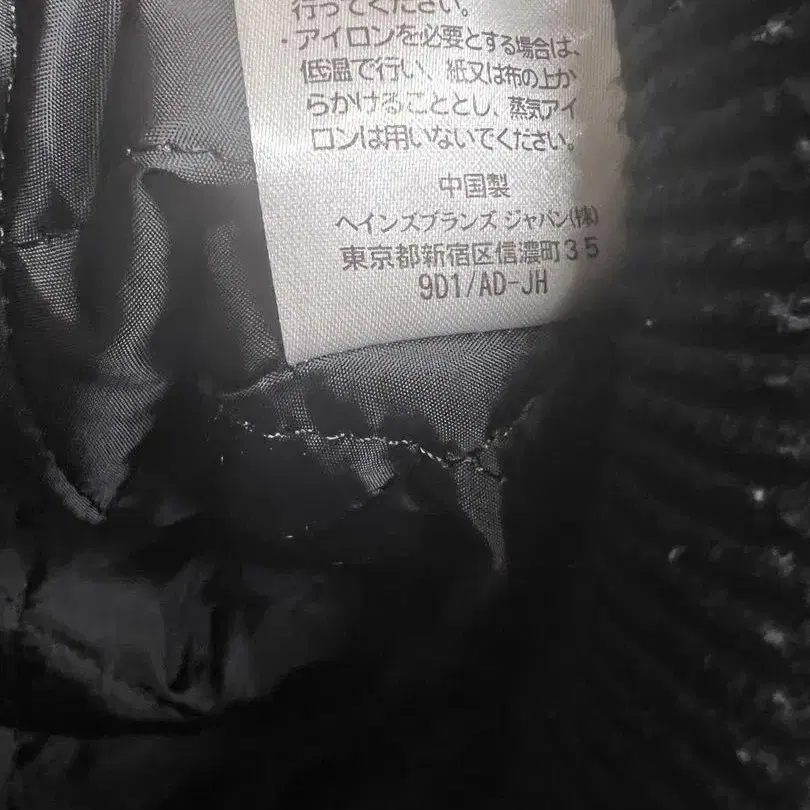 行ってください。
・アイロンを必要とする場合は、
低温で行い、紙又は布の上か
らかけることとし、蒸気アイ
ロンは用いないでください。
中国製
ヘインズブランズ ジャパン(株)
東京都新宿区信濃町35
9D1/AD-JH